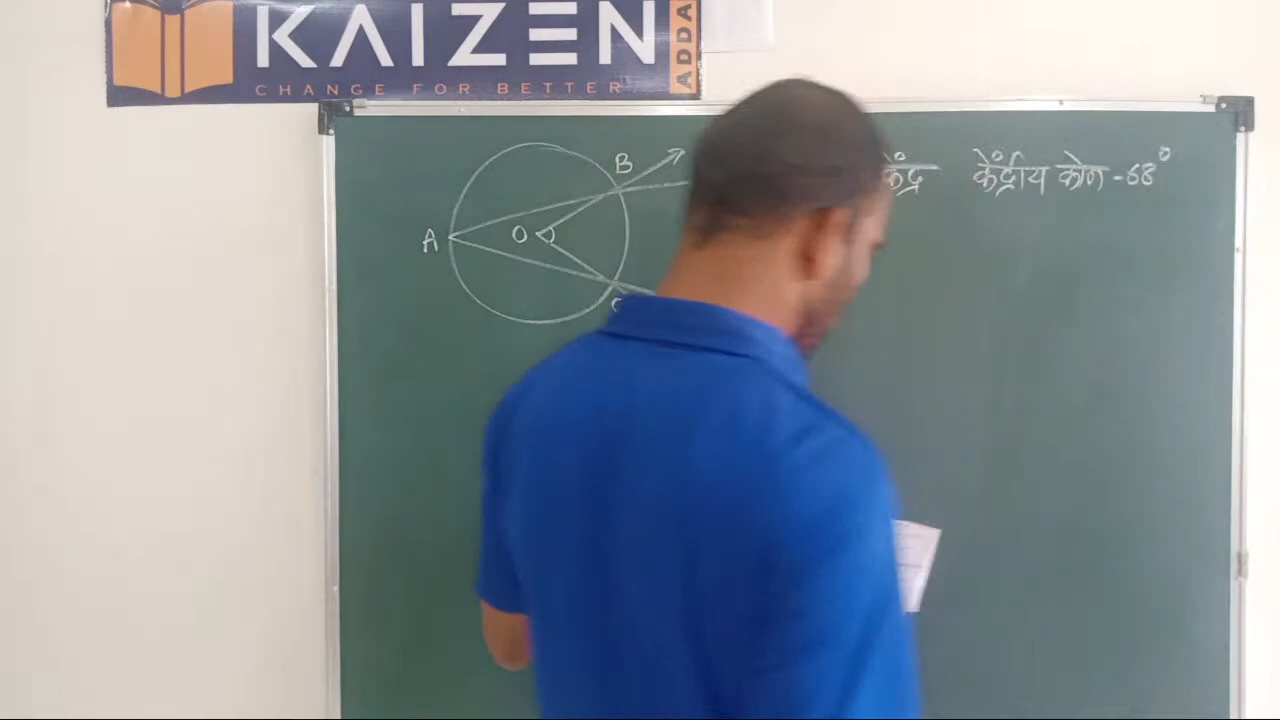 KAIZEN
ADDA
CHANGE FOR BETTER
B
A
O
केंद्र केंद्रीय कोन - 68°